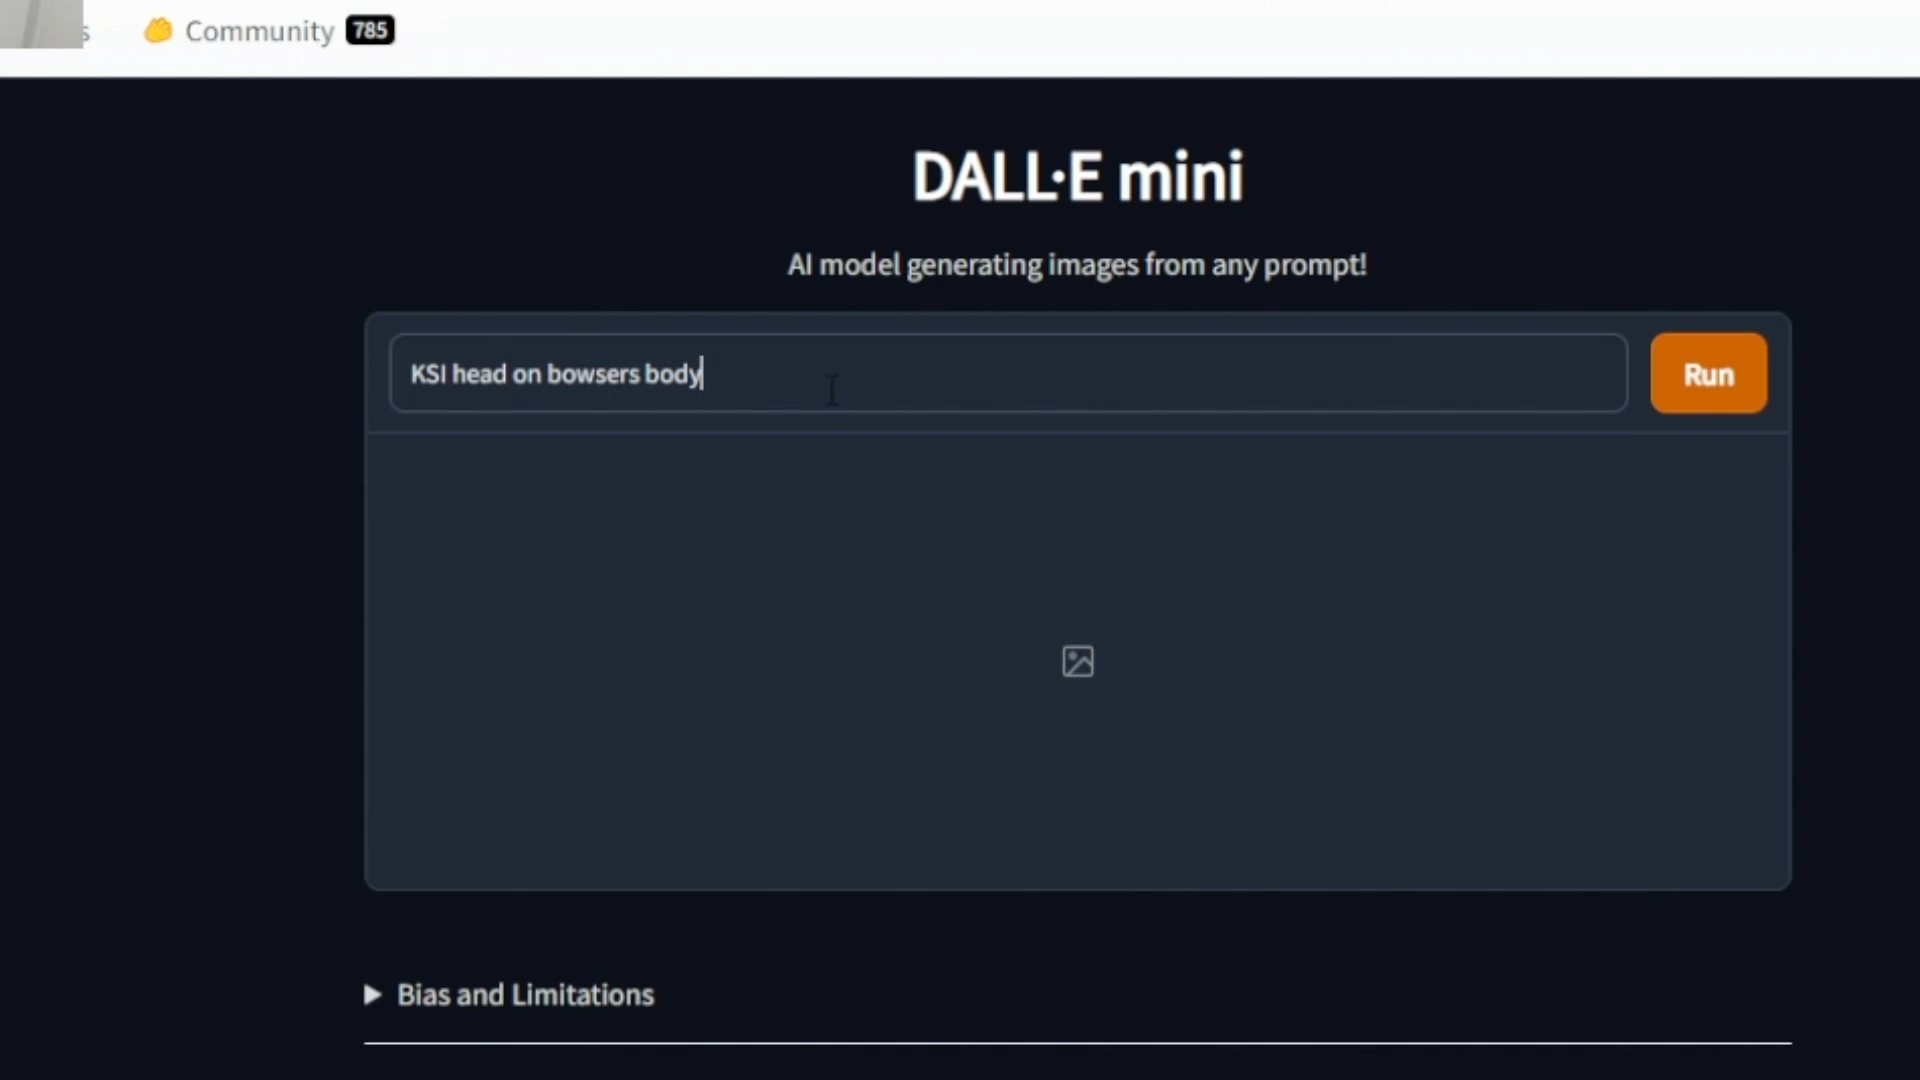 Community 785
DALL·E mini
AI model generating images from any prompt!
KSI head on bowsers body
Run
Bias and Limitations